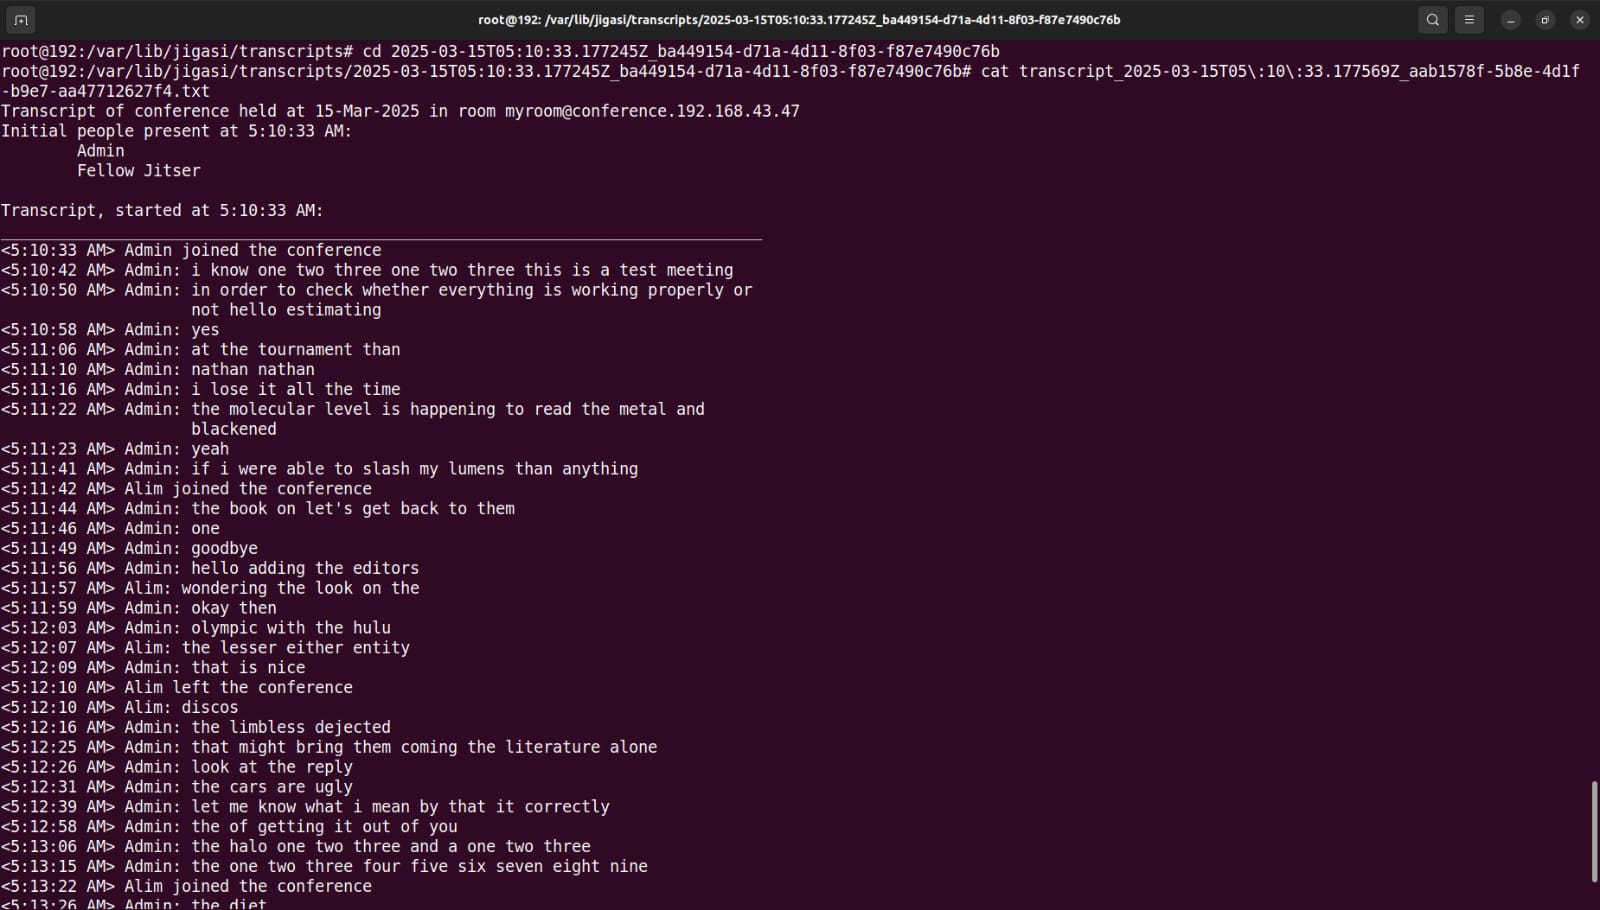 root@192: /var/lib/jigasi/transcripts/2025-03-15T05:10:33.177245Z_ba449154-d71a-4d11-8f03-f87e7490c76b
root@192:/var/lib/jigasi/transcripts# cd 2025-03-15T05:10:33.177245Z_ba449154-d71a-4d11-8f03-f87e7490c76b
root@192:/var/lib/jigasi/transcripts/2025-03-15T05:10:33.177245Z_ba449154-d71a-4d11-8f03-f87e7490c76b# cat transcript_2025-03-15T05\:10\:33.177569Z_aab1578f-5b8e-4d1f
-b9e7-aa47712627f4.txt
Transcript of conference held at 15-Mar-2025 in room myroom@conference.192.168.43.47
Initial people present at 5:10:33 AM:
Admin
Fellow Jitser
Transcript, started at 5:10:33 AM:
<5:10:33 AM> Admin joined the conference
<5:10:42 AM> Admin: i know one two three one two three this is a test meeting
<5:10:50 AM> Admin: in order to check whether everything is working properly or
not hello estimating
<5:10:58 AM> Admin: yes
<5:11:06 AM> Admin: at the tournament than
<5:11:10 AM> Admin: nathan nathan
<5:11:16 AM> Admin: i lose it all the time
<5:11:22 AM> Admin: the molecular level is happening to read the metal and
blackened
<5:11:23 AM> Admin: yeah
<5:11:41 AM> Admin: if i were able to slash my lumens than anything
<5:11:42 AM> Alim joined the conference
<5:11:44 AM> Admin: the book on let's get back to them
<5:11:46 AM> Admin: one
<5:11:49 AM> Admin: goodbye
<5:11:56 AM> Admin: hello adding the editors
<5:11:57 AM> Alim: wondering the look on the
<5:11:59 AM> Admin: okay then
<5:12:03 AM> Admin: olympic with the hulu
<5:12:07 AM> Alim: the lesser either entity
<5:12:09 AM> Admin: that is nice
<5:12:10 AM> Alim left the conference
<5:12:10 AM> Alim: discos
<5:12:16 AM> Admin: the limbless dejected
<5:12:25 AM> Admin: that might bring them coming the literature alone
<5:12:26 AM> Admin: look at the reply
<5:12:31 AM> Admin: the cars are ugly
<5:12:39 AM> Admin: let me know what i mean by that it correctly
<5:12:58 AM> Admin: the of getting it out of you
<5:13:06 AM> Admin: the halo one two three and a one two three
<5:13:15 AM> Admin: the one two three four five six seven eight nine
<5:13:22 AM> Alim joined the conference
<5:13:26 AM> Admin: the diet